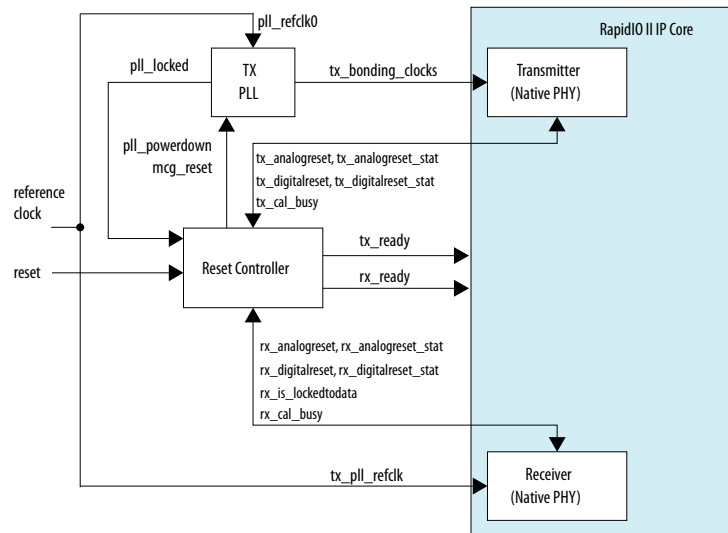 pll_refclk0
RapidIO II IP Core
pll_locked
TX
PLL
tx_bonding_clocks
Transmitter
(Native PHY)
pll_powerdown
mcg_reset
tx_analogreset, tx_analogreset_stat
tx_digitalreset, tx_digitalreset_stat
tx_cal_busy
reference
clock
reset
Reset Controller
tx_ready
rx_ready
rx_analogreset, rx_analogreset_stat
rx_digitalreset, rx_digitalreset_stat
rx_is_lockedtodata
rx_cal_busy
tx_pll_refclk
Receiver
(Native PHY)